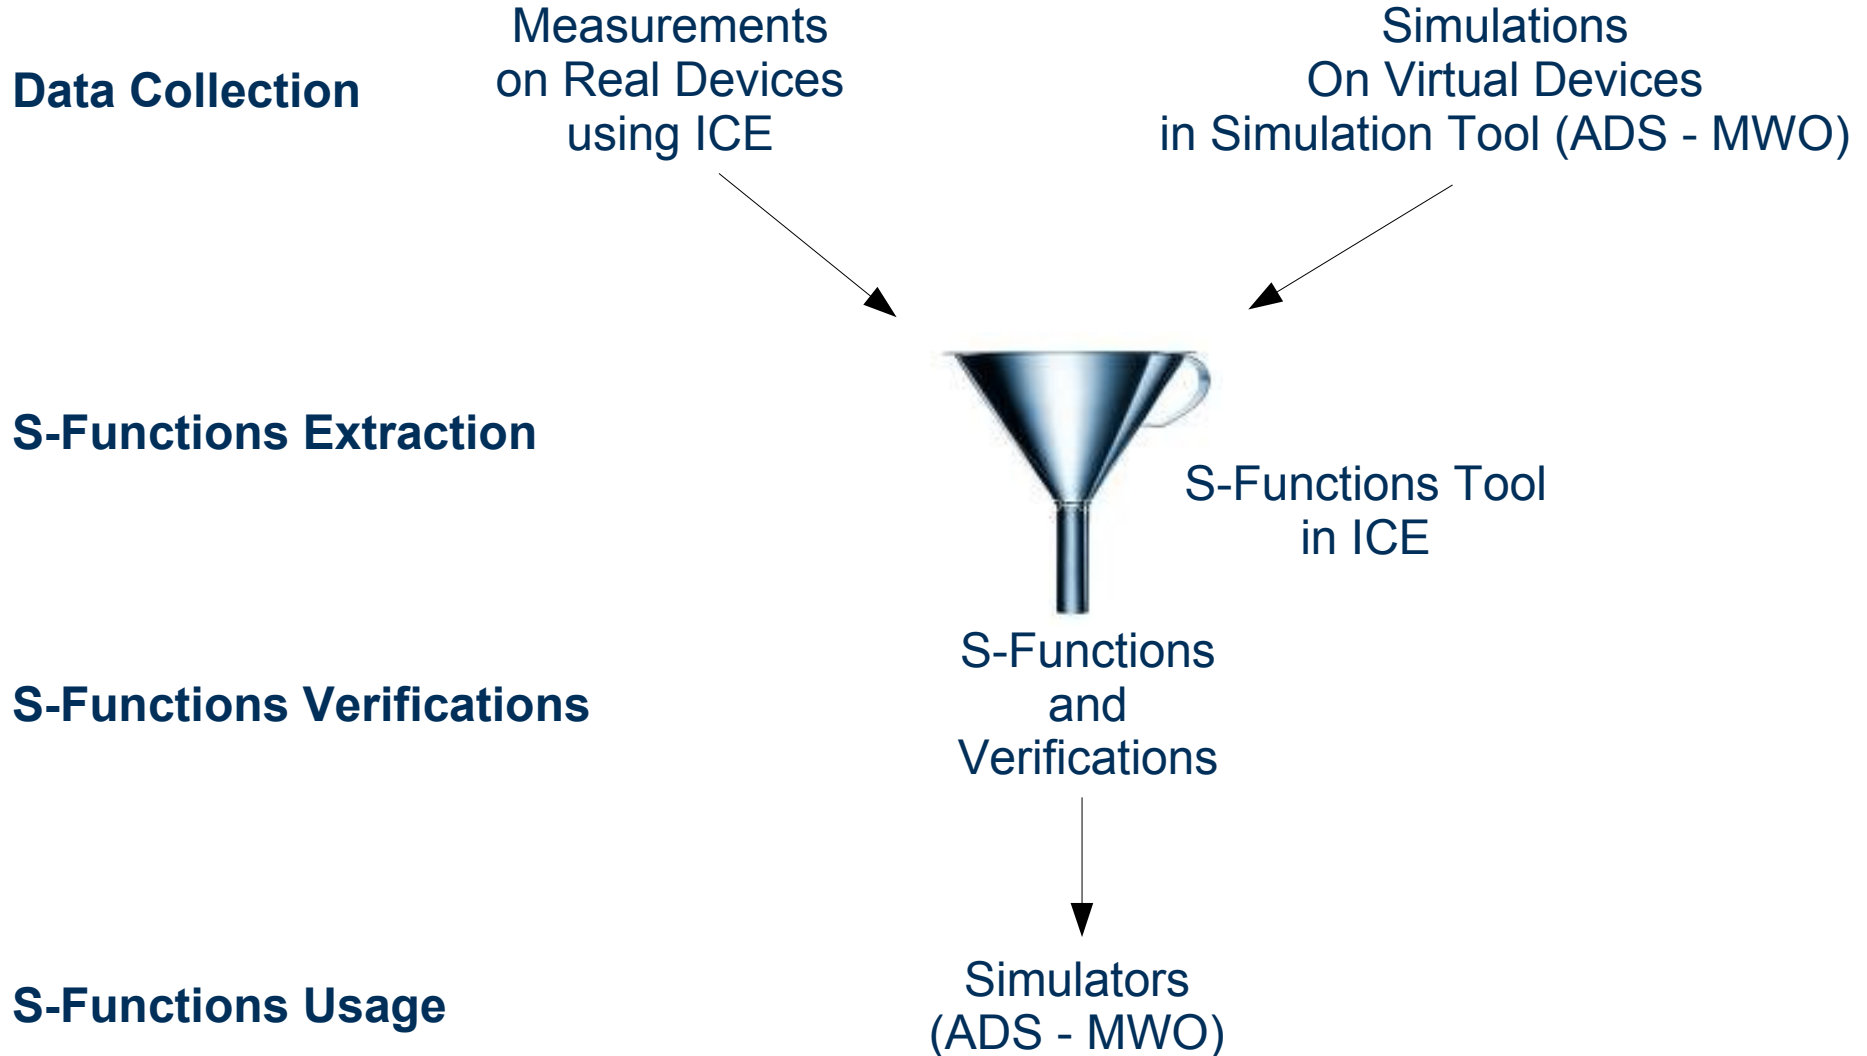 Data Collection
Measurements
on Real Devices
using ICE
Simulations
On Virtual Devices
in Simulation Tool (ADS - MWO)
S-Functions Extraction
S-Functions Tool
in ICE
S-Functions Verifications
S-Functions
and
Verifications
S-Functions Usage
Simulators
(ADS - MWO)